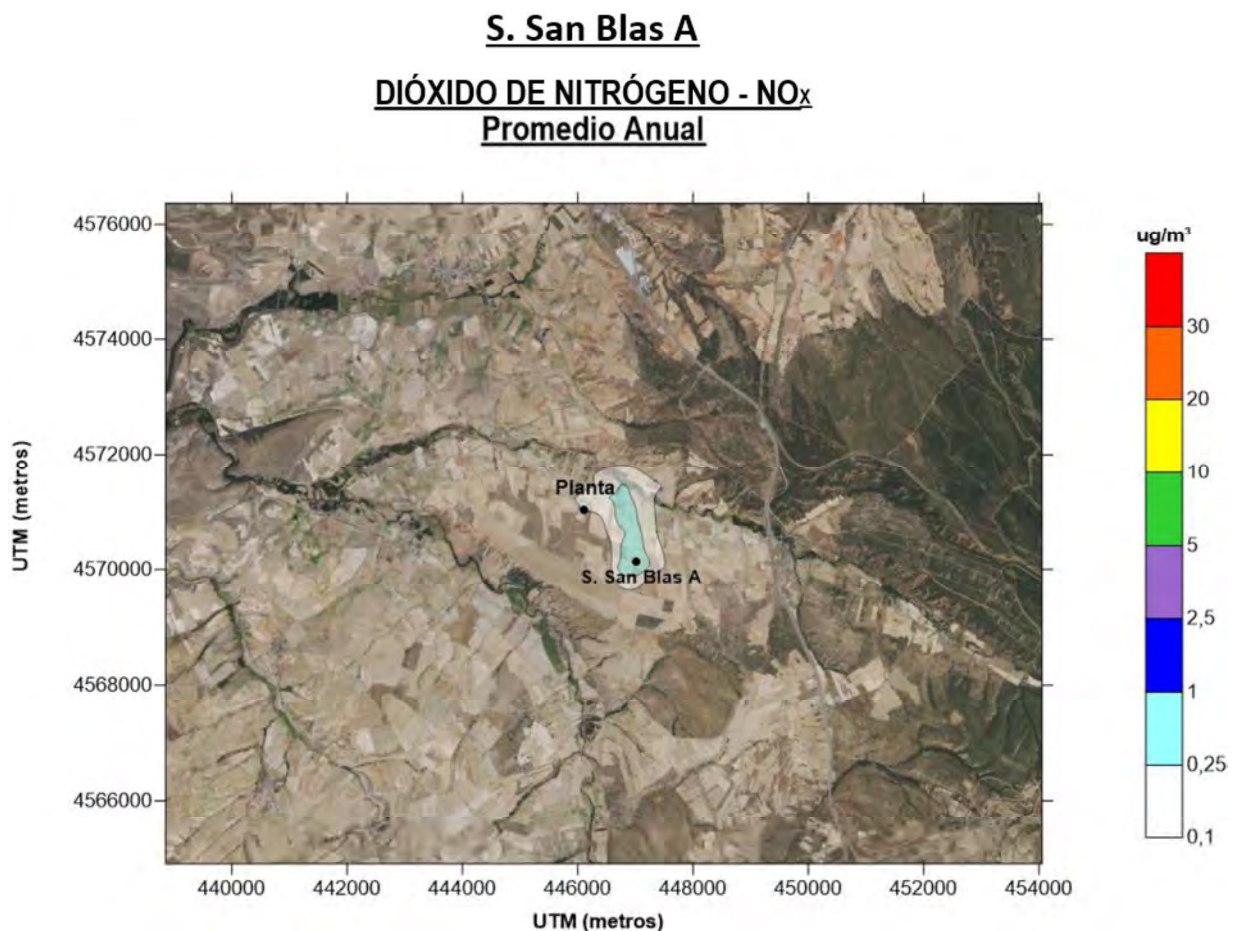 S. San Blas A
DIÓXIDO DE NITRÓGENO - NOX
Promedio Anual
4576000
4574000
4572000
4570000
4568000
4566000
UTM (metros)
Planta
S. San Blas A
440000 442000 444000 446000 448000 450000 452000 454000
UTM (metros)
ug/m³
30
20
10
5
2,5
1
0,25
0,1